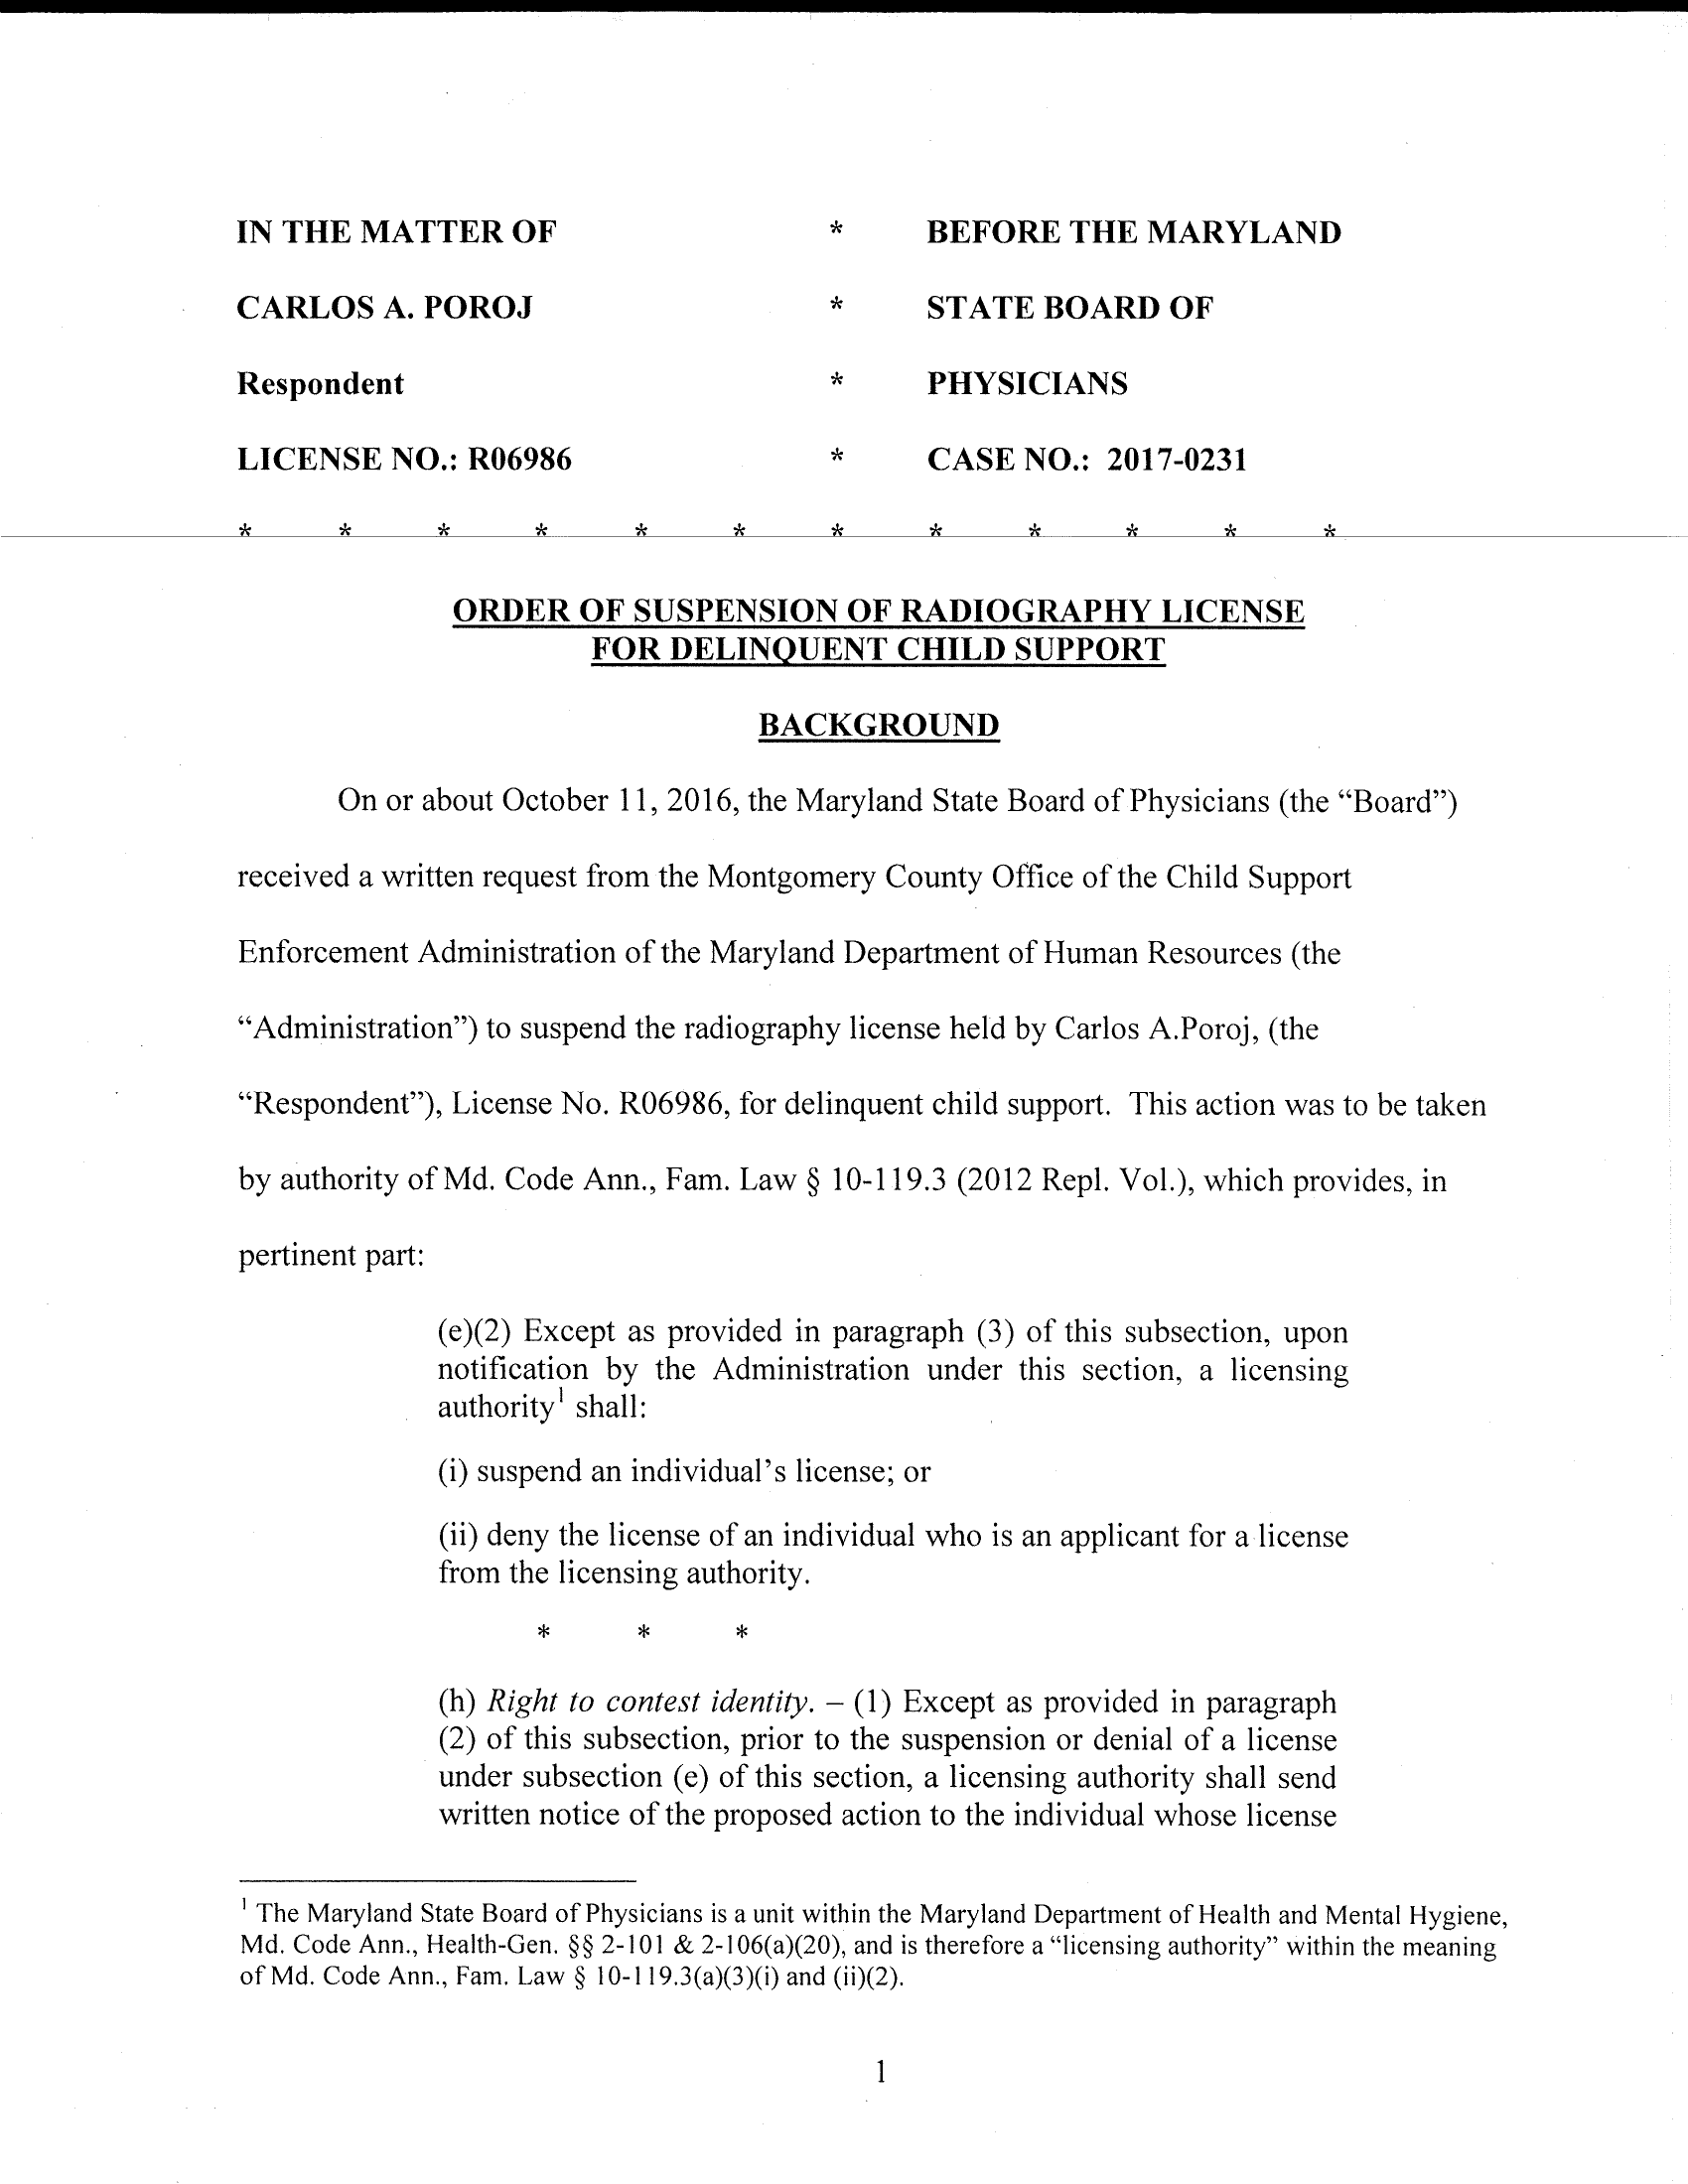 IN THE MATTER OF * BEFORE THE MARYLAND
CARLOS A. POROJ * STATE BOARD OF
Respondent * PHYSICIANS
LICENSE NO.: R06986 * CASE NO.: 2017-0231
* * * * * * * * * * * *
ORDER OF SUSPENSION OF RADIOGRAPHY LICENSE
FOR DELINQUENT CHILD SUPPORT
BACKGROUND
On or about October 11, 2016, the Maryland State Board of Physicians (the “Board”)
received a written request from the Montgomery County Office of the Child Support
Enforcement Administration of the Maryland Department of Human Resources (the
“Administration”) to suspend the radiography license held by Carlos A.Poroj, (the
“Respondent”), License No. R06986, for delinquent child support. This action was to be taken
by authority of Md. Code Ann., Fam. Law § 10-119.3 (2012 Repl. Vol.), which provides, in
pertinent part:
(e)(2) Except as provided in paragraph (3) of this subsection, upon
notification by the Administration under this section, a licensing
authority¹ shall:
(i) suspend an individual’s license; or
(ii) deny the license of an individual who is an applicant for a license
from the licensing authority.
* * *
(h) Right to contest identity. – (1) Except as provided in paragraph
(2) of this subsection, prior to the suspension or denial of a license
under subsection (e) of this section, a licensing authority shall send
written notice of the proposed action to the individual whose license
¹ The Maryland State Board of Physicians is a unit within the Maryland Department of Health and Mental Hygiene,
Md. Code Ann., Health-Gen. §§ 2-101 & 2-106(a)(20), and is therefore a “licensing authority” within the meaning
of Md. Code Ann., Fam. Law § 10-119.3(a)(3)(i) and (ii)(2).
1